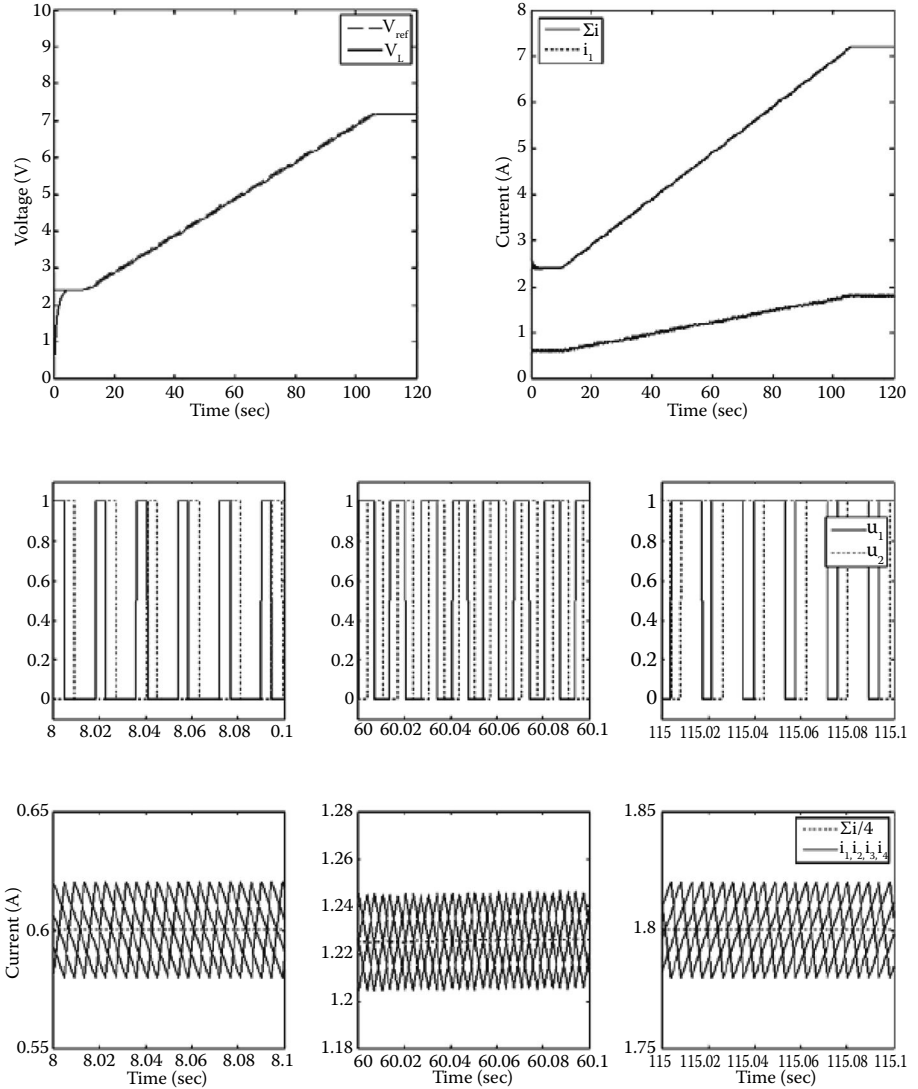 10
9
8
7
6
5
4
3
2
1
0
Voltage (V)
V_ref
V_L
0 20 40 60 80 100 120
Time (sec)
8
7
6
5
4
3
2
1
0
Current (A)
Σi
i_1
0 20 40 60 80 100 120
Time (sec)
1
0.8
0.6
0.4
0.2
0
8 8.02 8.04 8.06 8.08 0.1
1
0.8
0.6
0.4
0.2
0
60 60.02 60.04 60.06 60.08 60.1
1
0.8
0.6
0.4
0.2
0
u_1
u_2
115 115.02 115.04 115.06 115.08 115.1
0.65
0.6
0.55
Current (A)
8 8.02 8.04 8.06 8.08 8.1
Time (sec)
1.28
1.26
1.24
1.22
1.2
1.18
60 60.02 60.04 60.06 60.08 60.1
Time (sec)
1.85
1.8
1.75
Σi/4
i_1,i_2,i_3,i_4
115 115.02 115.04 115.06 115.08 115.1
Time (sec)